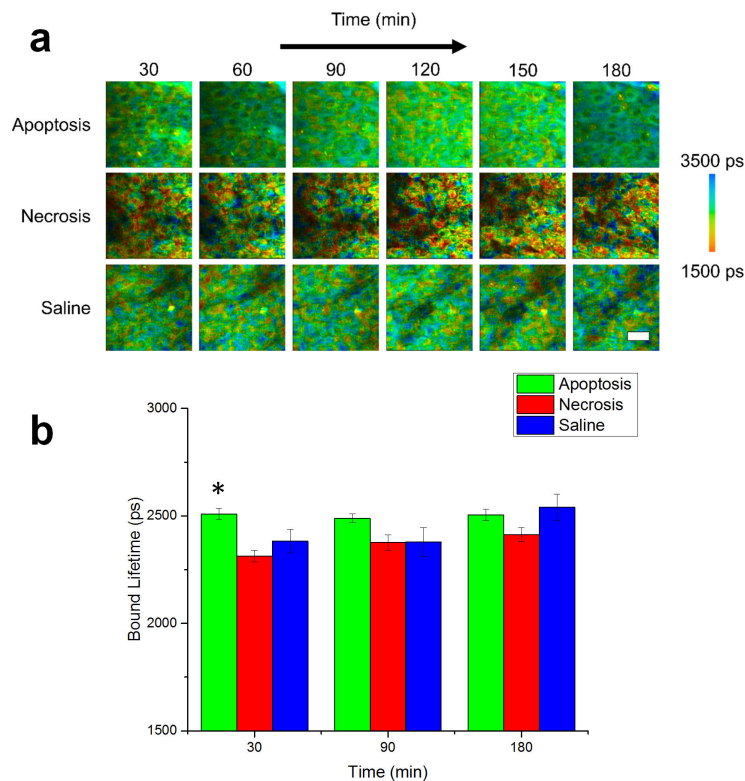 a
Time (min)
30 60 90 120 150 180
Apoptosis
Necrosis
Saline
3500 ps
1500 ps
b
Apoptosis
Necrosis
Saline
*
Bound Lifetime (ps)
3000
2500
2000
1500
30 90 180
Time (min)